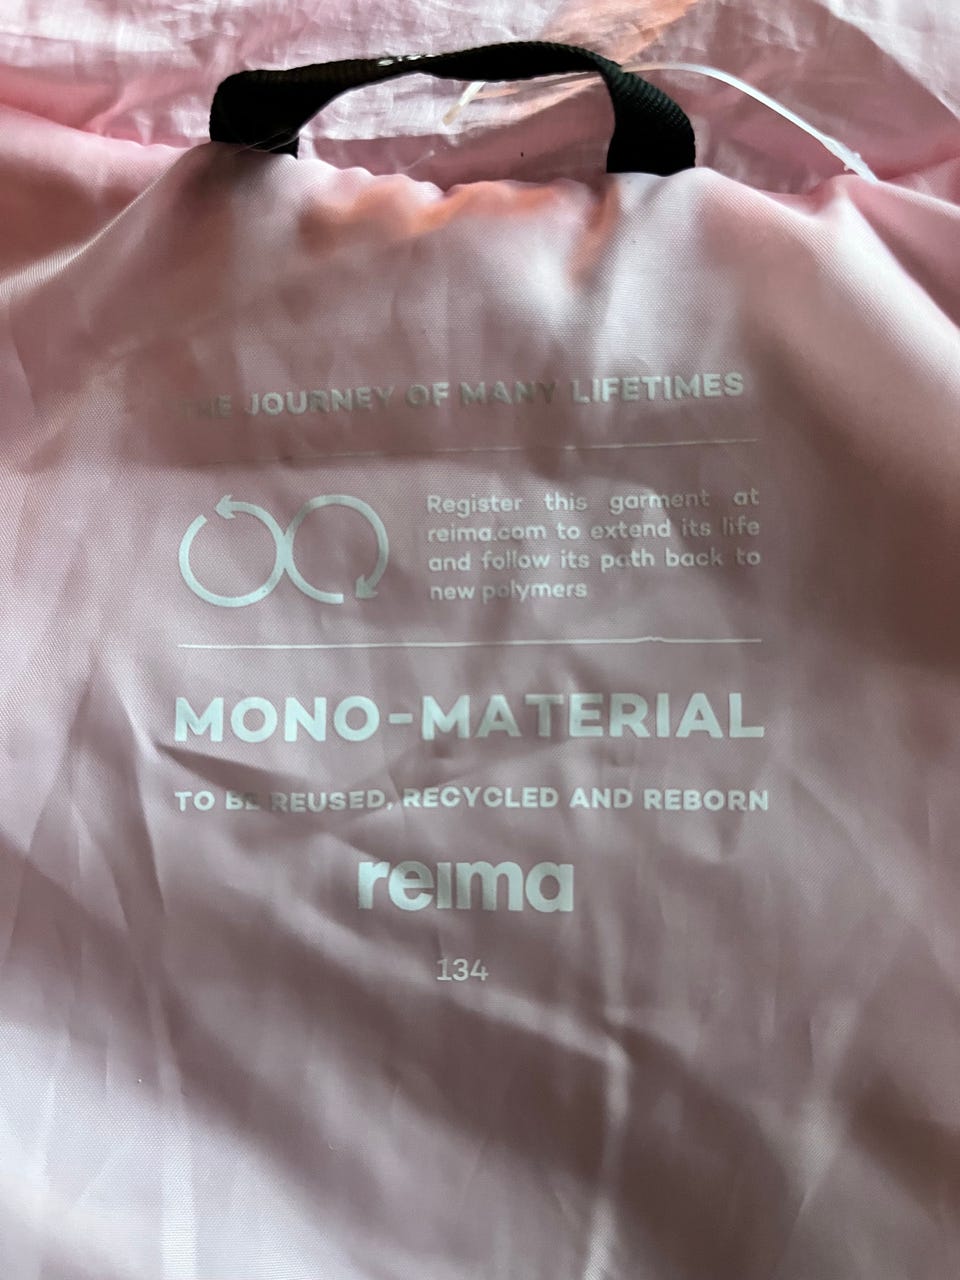 THE JOURNEY OF MANY LIFETIMES
Register this garment at
reima.com to extend its life
and follow its path back to
new polymers
MONO-MATERIAL
TO BE REUSED, RECYCLED AND REBORN
reima
134